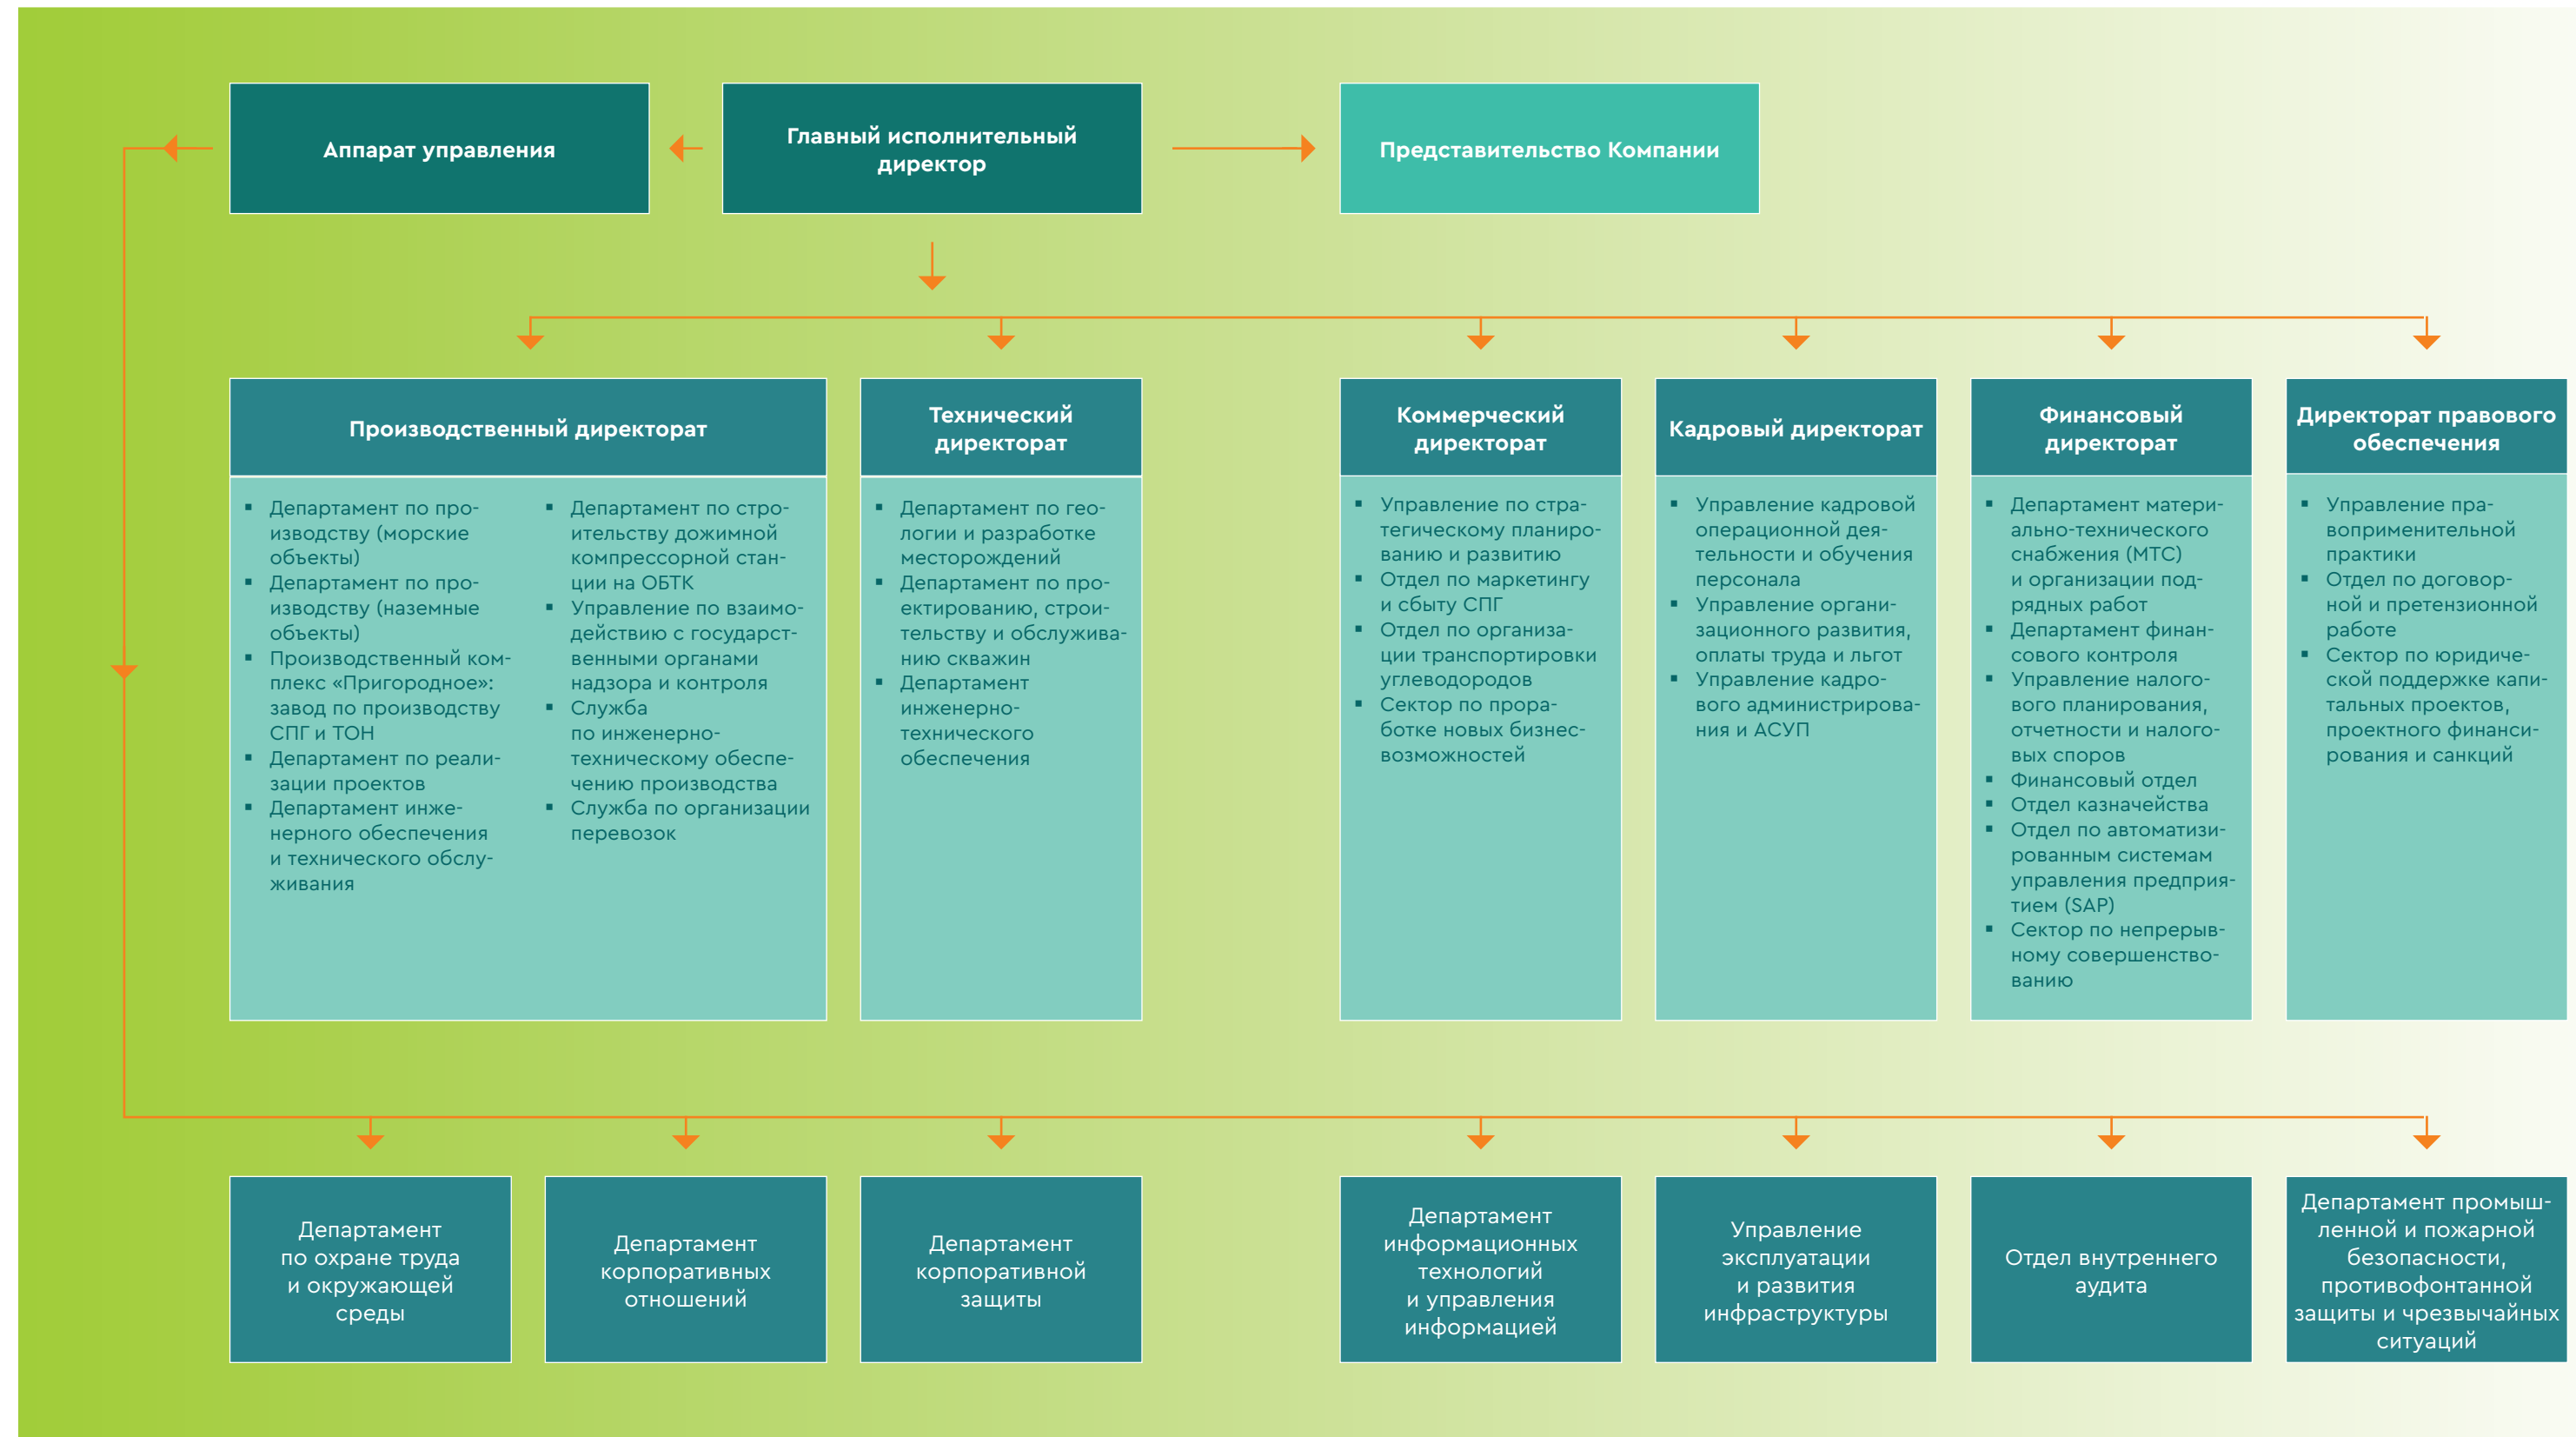 Аппарат управления
Главный исполнительный
директор
Представительство Компании
Производственный директорат
Департамент по про-
изводству (морские
объекты)
Департамент по про-
изводству (наземные
объекты)
Производственный ком-
плекс «Пригородное»:
завод по производству
СПГ и ТОН
Департамент по реали-
зации проектов
Департамент инже-
нерного обеспечения
и технического обслу-
живания
Департамент по стро-
ительству дожимной
компрессорной стан-
ции на ОБТК
Управление по взаимо-
действию с государст-
венными органами
надзора и контроля
Служба
по инженерно-
техническому обеспе-
чению производства
Служба по организации
перевозок
Технический
директорат
Департамент по гео-
логии и разработке
месторождений
Департамент по про-
ектированию, строи-
тельству и обслужива-
нию скважин
Департамент
инженерно-
технического
обеспечения
Коммерческий
директорат
Управление по стра-
тегическому планиро-
ванию и развитию
Отдел по маркетингу
и сбыту СПГ
Отдел по организа-
ции транспортировки
углеводородов
Сектор по прора-
ботке новых бизнес-
возможностей
Кадровый директорат
Управление кадровой
операционной дея-
тельности и обучения
персонала
Управление органи-
зационного развития,
оплаты труда и льгот
Управление кадро-
вого администрирова-
ния и АСУП
Финансовый
директорат
Департамент матери-
ально-технического
снабжения (МТС)
и организации под-
рядных работ
Департамент финан-
сового контроля
Управление налого-
вого планирования,
отчетности и налого-
вых споров
Финансовый отдел
Отдел казначейства
Отдел по автоматизи-
рованным системам
управления предприя-
тием (SAP)
Сектор по непрерыв-
ному совершенство-
ванию
Директорат правового
обеспечения
Управление пра-
воприменительной
практики
Отдел по договор-
ной и претензионной
работе
Сектор по юридиче-
ской поддержке капи-
тальных проектов,
проектного финанси-
рования и санкций
Департамент
по охране труда
и окружающей
среды
Департамент
корпоративных
отношений
Департамент
корпоративной
защиты
Департамент
информационных
технологий
и управления
информацией
Управление
эксплуатации
и развития
инфраструктуры
Отдел внутреннего
аудита
Департамент промыш-
ленной и пожарной
безопасности,
противофонтанной
защиты и чрезвычайных
ситуаций